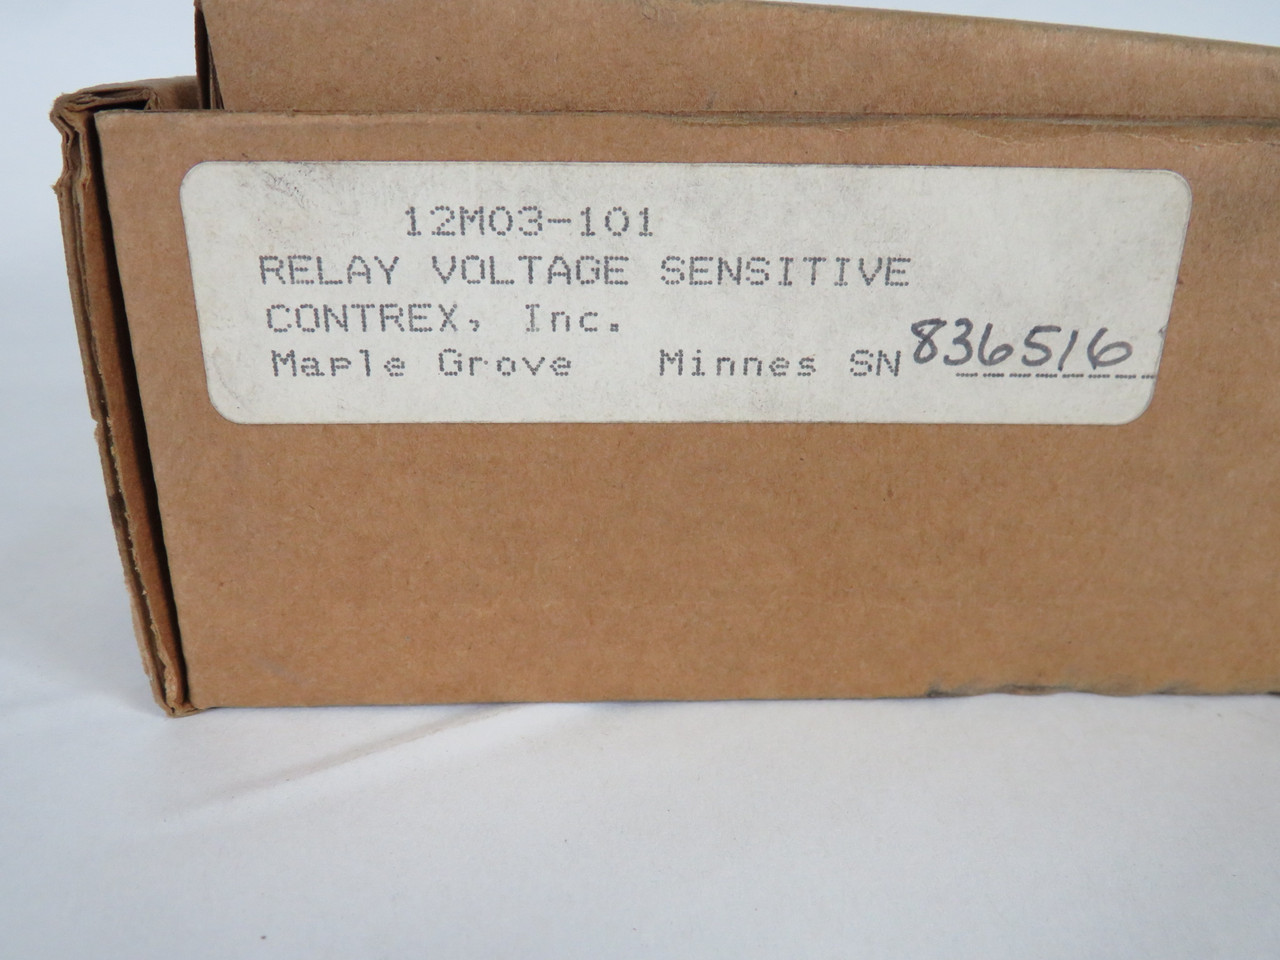 12M03-101
RELAY VOLTAGE SENSITIVE
CONTREX, Inc.
Maple Grove Minnes SN 836516